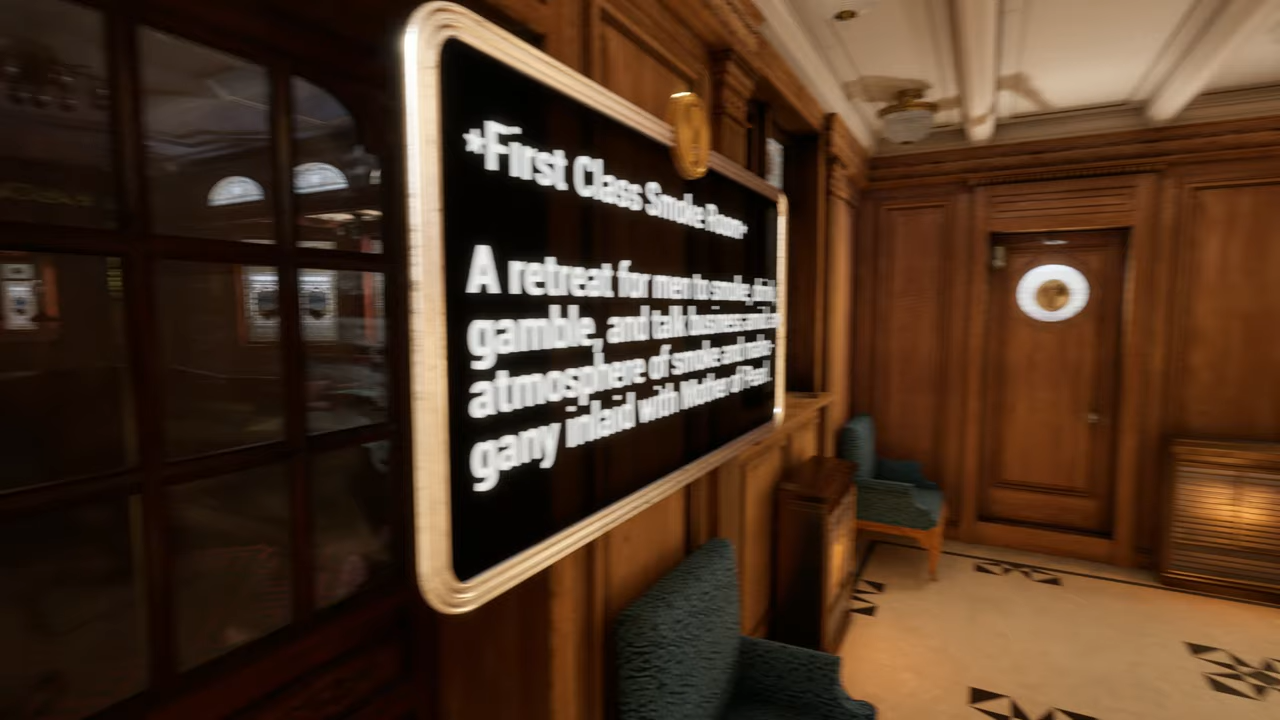 *First Class Smoke Room*
A retreat for men to smoke,
gamble, and talk business
atmosphere of smoke and
gany inlaid with Mother of Pearl.